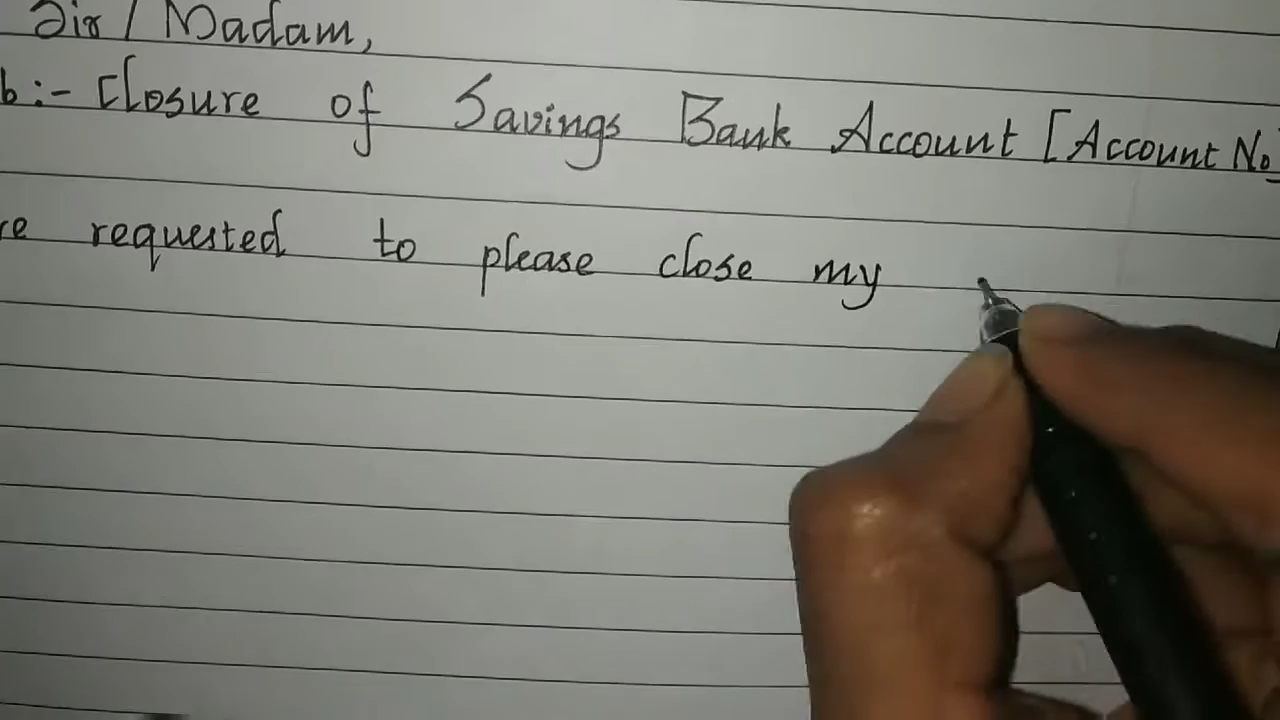 Sir / Madam,
b :- Closure of Savings Bank Account [Account No
re requested to please close my